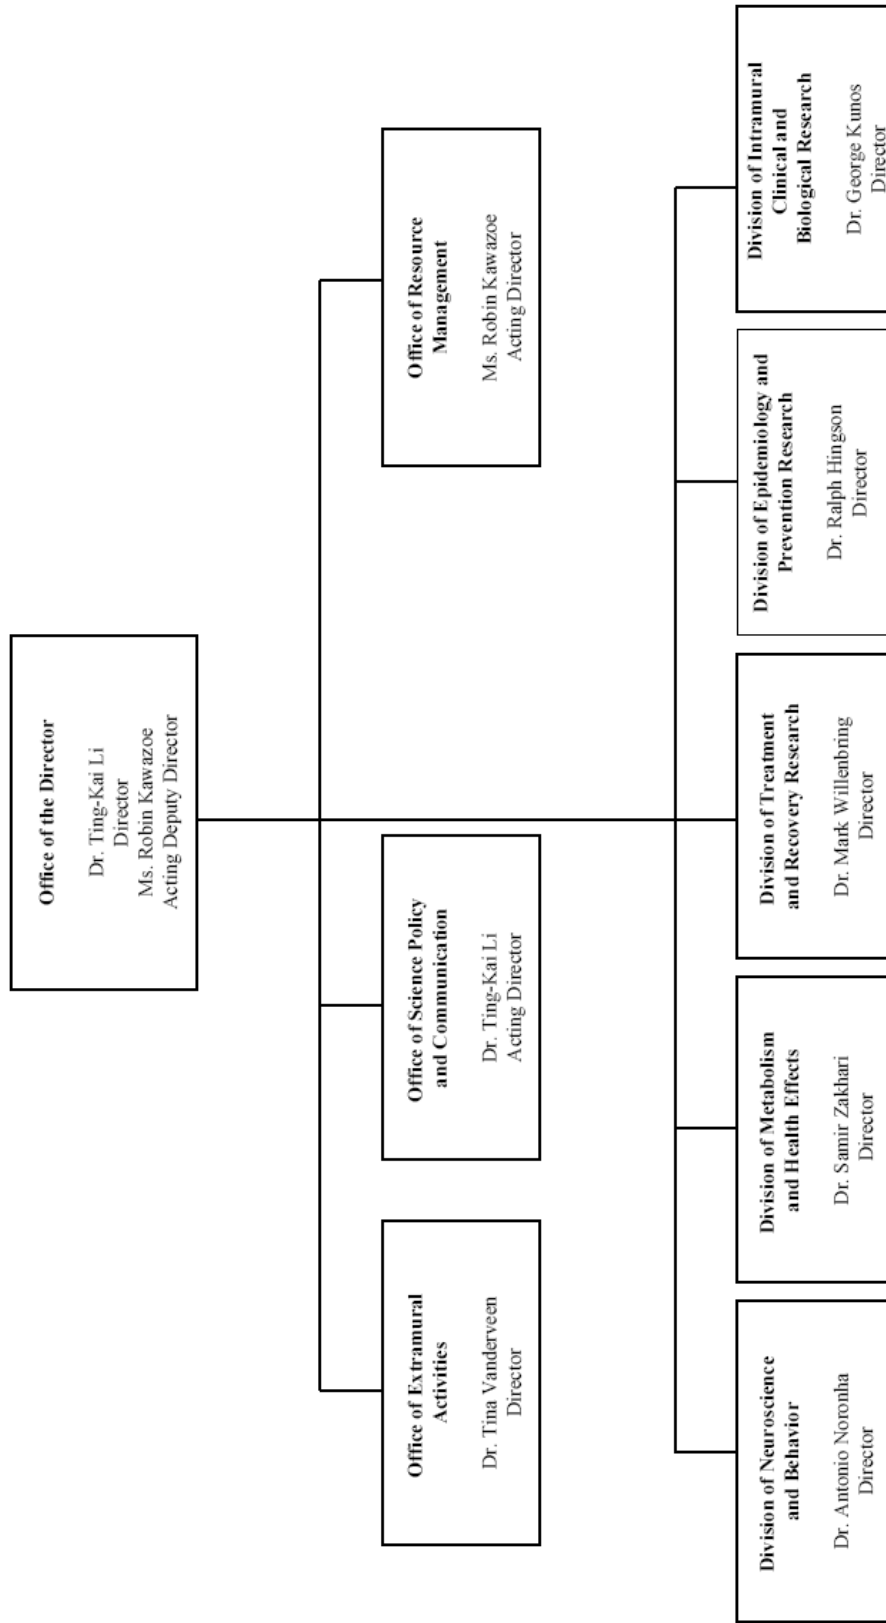 Office of the Director
Dr. Ting-Kai Li
Director
Ms. Robin Kawazoe
Acting Deputy Director
Office of Extramural
Activities
Dr. Tina Vanderveen
Director
Office of Science Policy
and Communication
Dr. Ting-Kai Li
Acting Director
Office of Resource
Management
Ms. Robin Kawazoe
Acting Director
Division of Neuroscience
and Behavior
Dr. Antonio Noronha
Director
Division of Metabolism
and Health Effects
Dr. Samir Zakhari
Director
Division of Treatment
and Recovery Research
Dr. Mark Willenbring
Director
Division of Epidemiology and
Prevention Research
Dr. Ralph Hingson
Director
Division of Intramural
Clinical and
Biological Research
Dr. George Kunos
Director